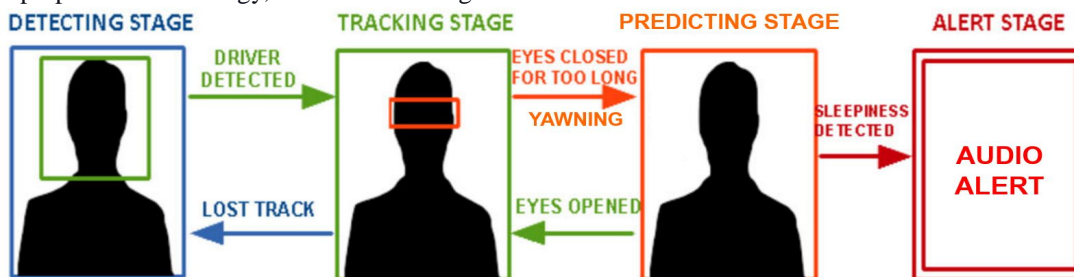 DETECTING STAGE
TRACKING STAGE
PREDICTING STAGE
ALERT STAGE
DRIVER
DETECTED
EYES CLOSED
FOR TOO LONG
YAWNING
SLEEPINESS
DETECTED
AUDIO
ALERT
LOST TRACK
EYES OPENED